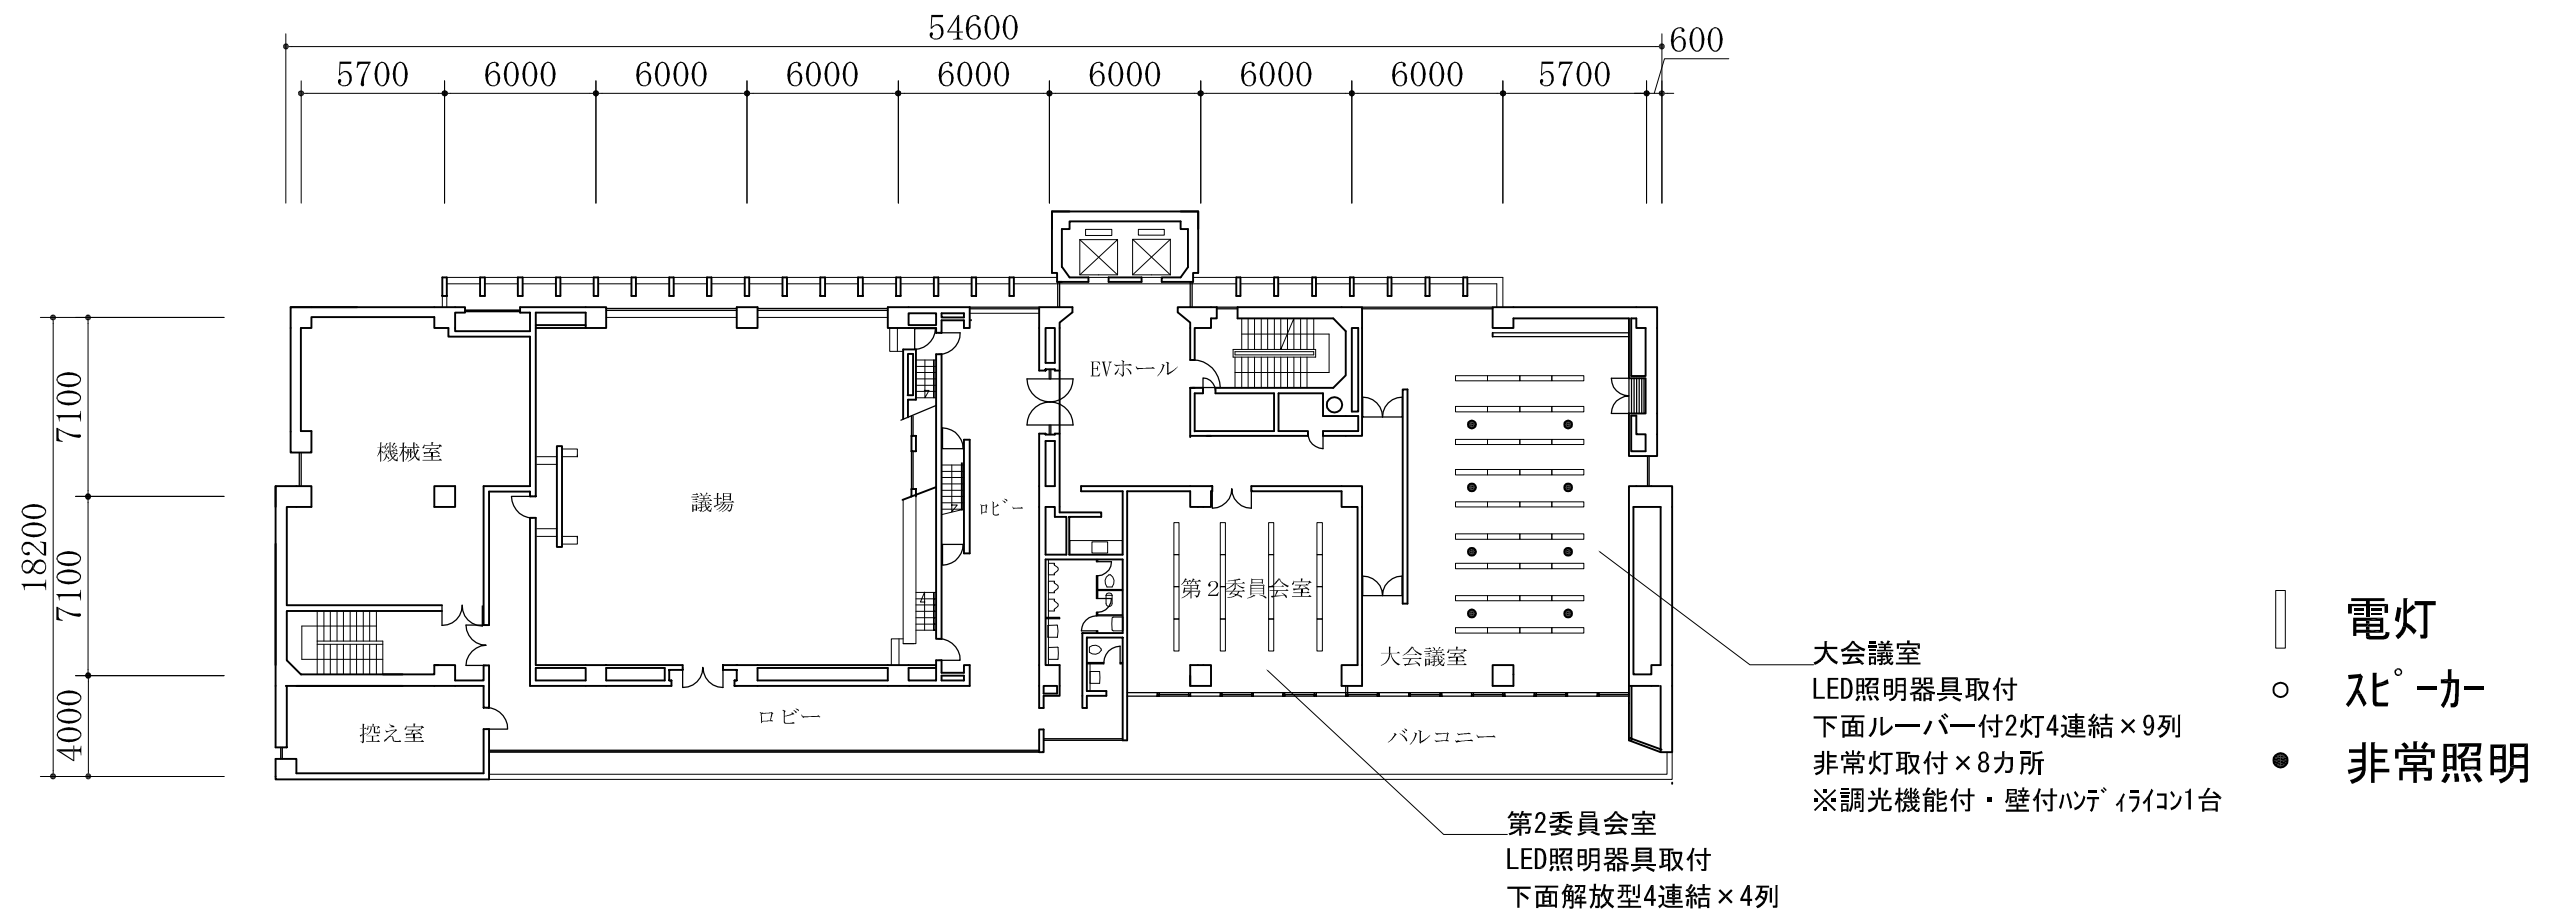 54600
600
5700 6000 6000 6000 6000 6000 6000 6000 5700
18200
7100
7100
4000
EVホール
機械室
議場
ロビー
第２委員会室
大会議室
ロビー
控え室
バルコニー
大会議室
LED照明器具取付
下面ルーバー付2灯4連結×9列
非常灯取付×8カ所
※調光機能付・壁付ﾊﾝﾃﾞｨﾗｲｺﾝ1台
第2委員会室
LED照明器具取付
下面解放型4連結×4列
電灯
ｽﾋﾟｰｶｰ
非常照明